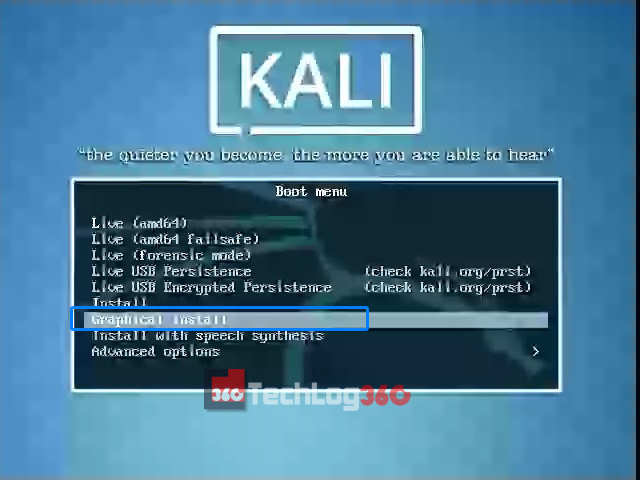 KALI
"the quieter you become, the more you are able to hear"
Boot menu
Live (amd64)
Live (amd64 failsafe)
Live (forensic mode)
Live USB Persistence (check kali.org/prst)
Live USB Encrypted Persistence (check kali.org/prst)
Install
Graphical install
Install with speech synthesis
Advanced options >
360 TechLog360